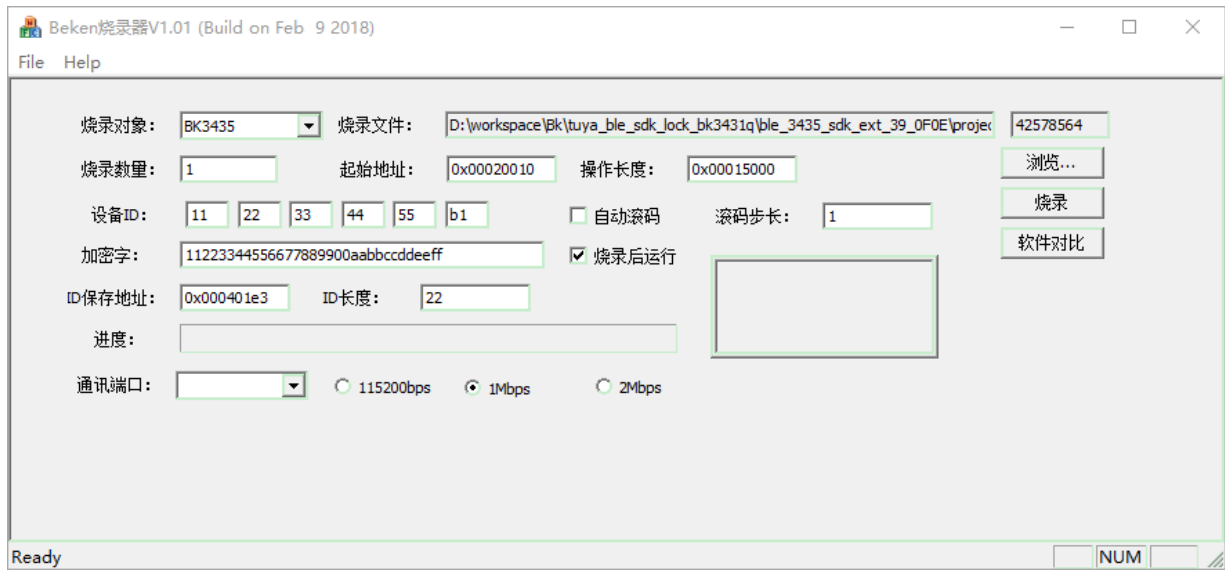 Beken烧录器V1.01 (Build on Feb 9 2018)
File Help
烧录对象： BK3435 烧录文件： D:\workspace\Bk\tuya_ble_sdk_lock_bk3431q\ble_3435_sdk_ext_39_0F0E\projec 42578564
烧录数量： 1 起始地址： 0x00020010 操作长度： 0x00015000 浏览...
设备ID： 11 22 33 44 55 b1 自动滚码 滚码步长： 1 烧录
加密字： 11223344556677889900aabbccddeeff 烧录后运行 软件对比
ID保存地址： 0x000401e3 ID长度： 22
进度：
通讯端口： 115200bps 1Mbps 2Mbps
Ready NUM